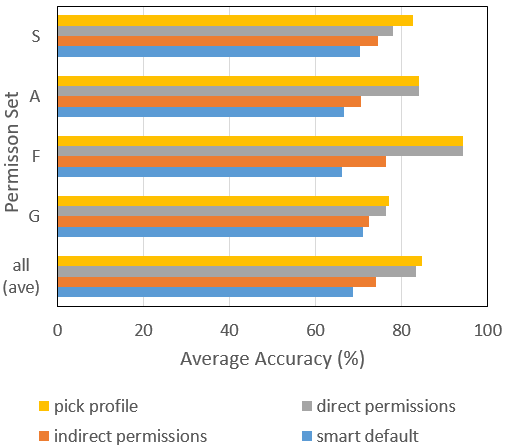 S
A
F
G
all
(ave)
Permisson Set
0 20 40 60 80 100
Average Accuracy (%)
pick profile direct permissions
indirect permissions smart default